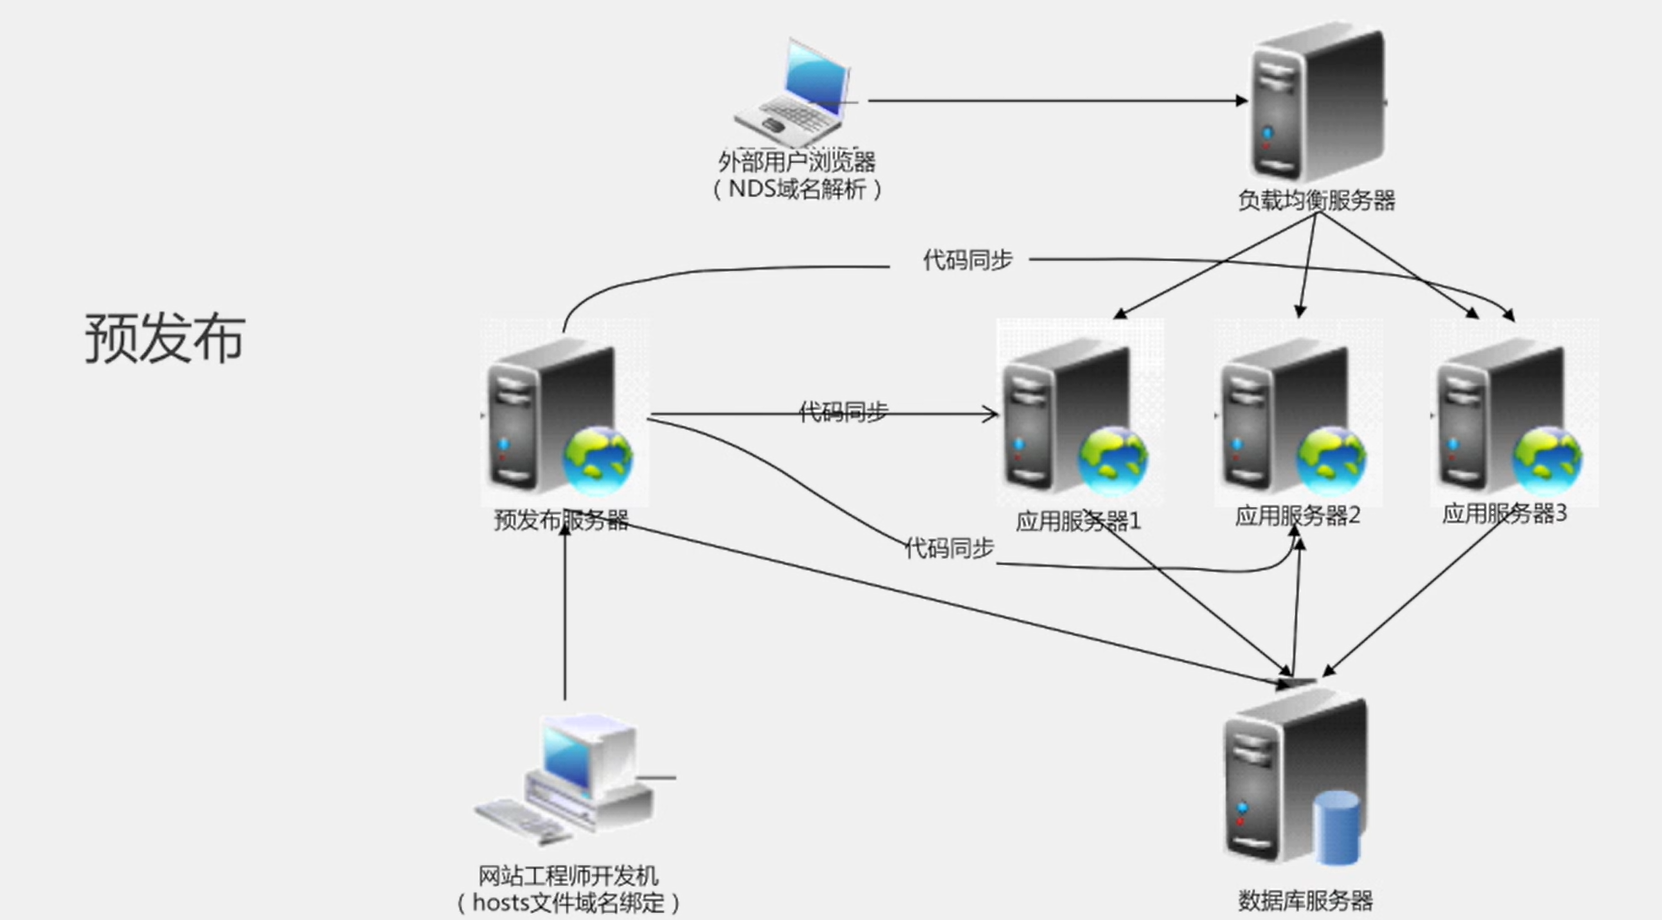 外部用户浏览器
（NDS域名解析）
负载均衡服务器
代码同步
预发布
代码同步
预发布服务器
应用服务器1
应用服务器2
应用服务器3
代码同步
网站工程师开发机
（hosts文件域名绑定）
数据库服务器